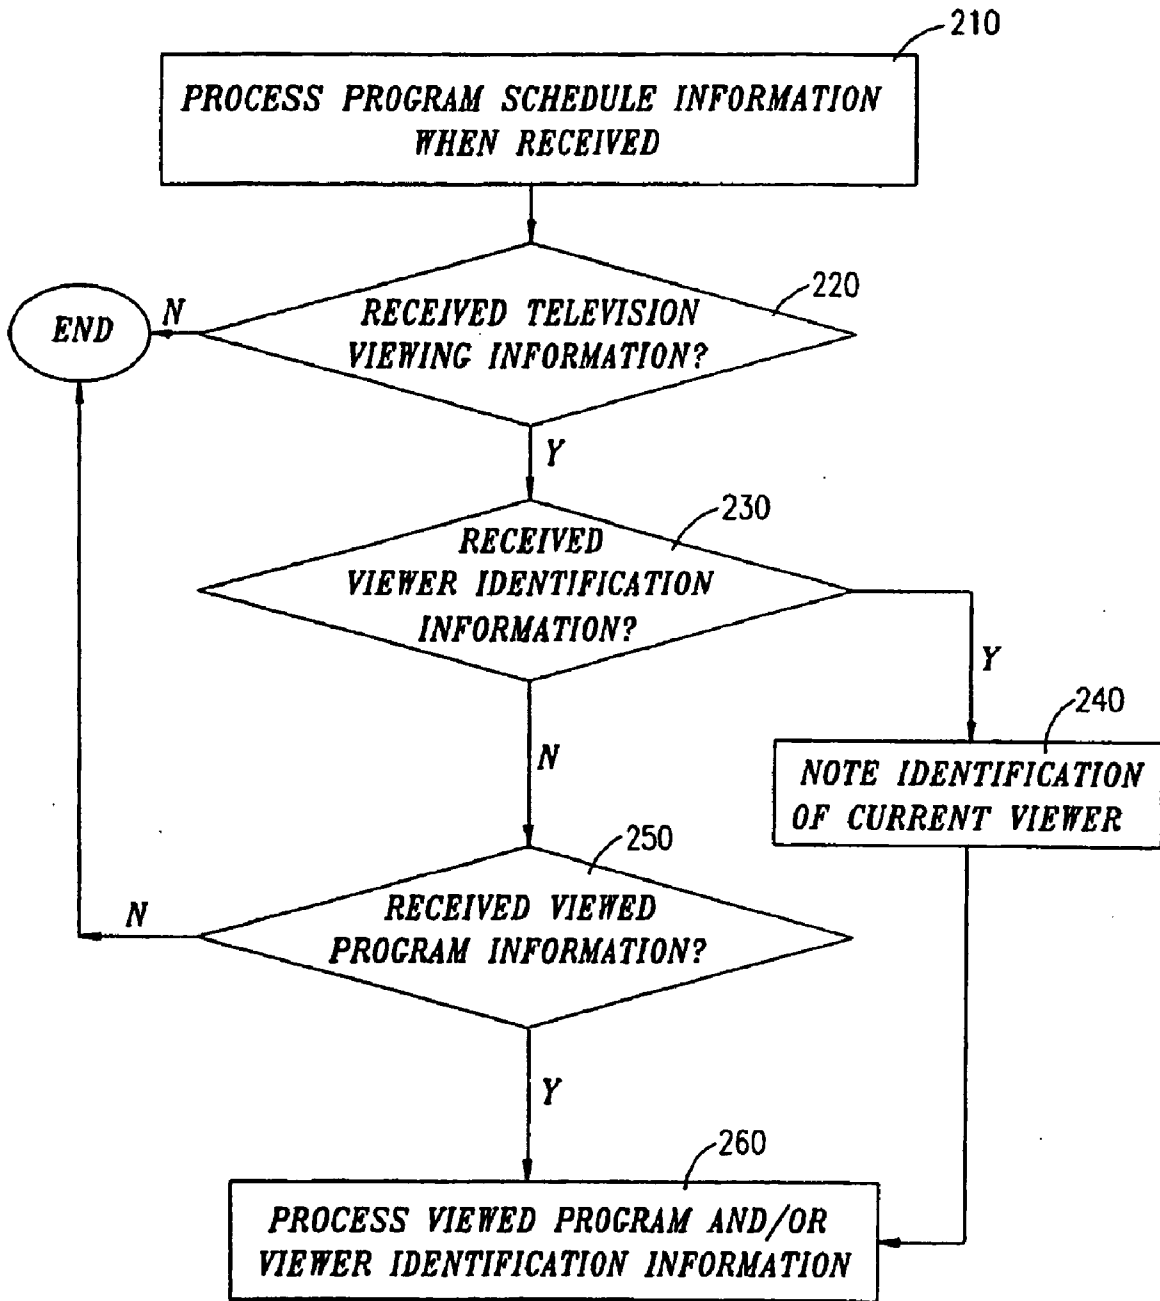 210
PROCESS PROGRAM SCHEDULE INFORMATION
WHEN RECEIVED
220
RECEIVED TELEVISION
VIEWING INFORMATION?
N
END
Y
230
RECEIVED
VIEWER IDENTIFICATION
INFORMATION?
Y
240
NOTE IDENTIFICATION
OF CURRENT VIEWER
N
250
RECEIVED VIEWED
PROGRAM INFORMATION?
N
Y
260
PROCESS VIEWED PROGRAM AND/OR
VIEWER IDENTIFICATION INFORMATION